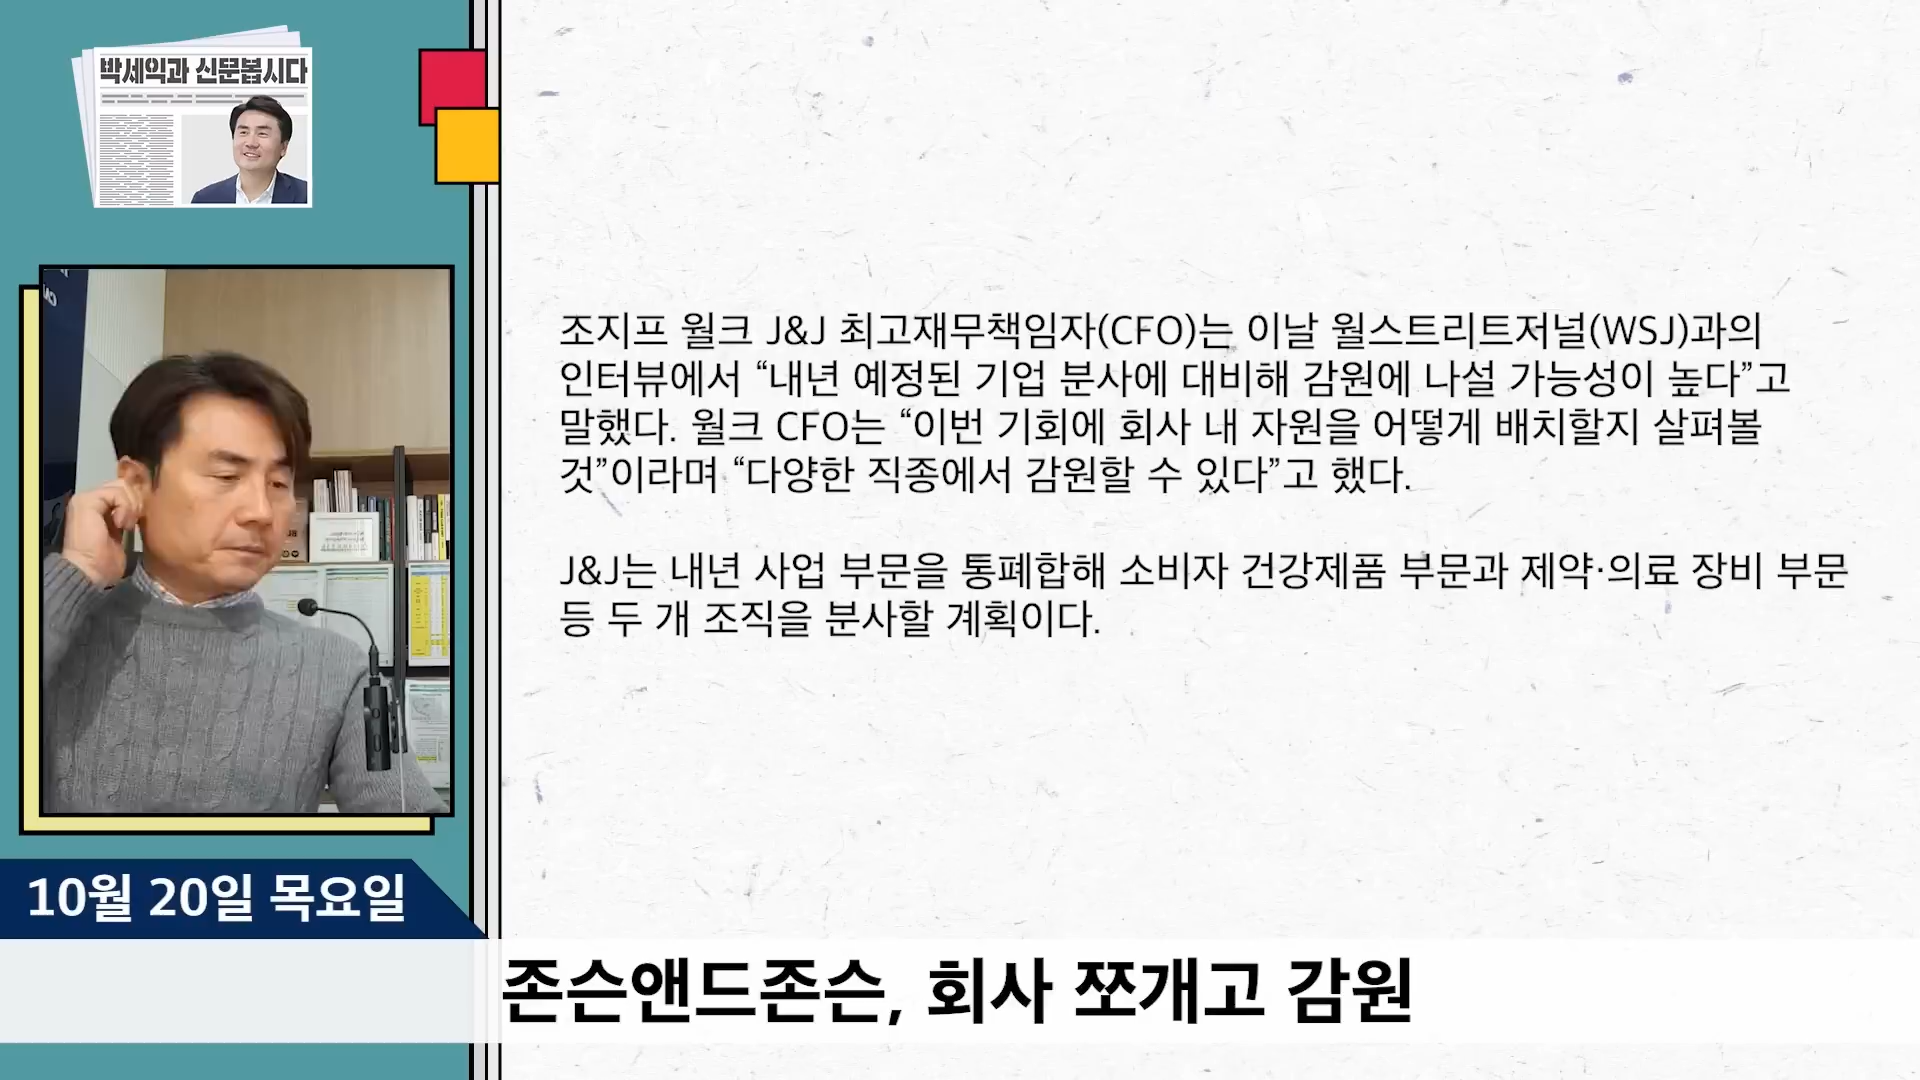 박세익과 신문봅시다
조지프 월크 J&J 최고재무책임자(CFO)는 이날 월스트리트저널(WSJ)과의
인터뷰에서 “내년 예정된 기업 분사에 대비해 감원에 나설 가능성이 높다”고
말했다. 월크 CFO는 “이번 기회에 회사 내 자원을 어떻게 배치할지 살펴볼
것”이라며 “다양한 직종에서 감원할 수 있다”고 했다.
J&J는 내년 사업 부문을 통폐합해 소비자 건강제품 부문과 제약·의료 장비 부문
등 두 개 조직을 분사할 계획이다.
10월 20일 목요일
존슨앤드존슨, 회사 쪼개고 감원